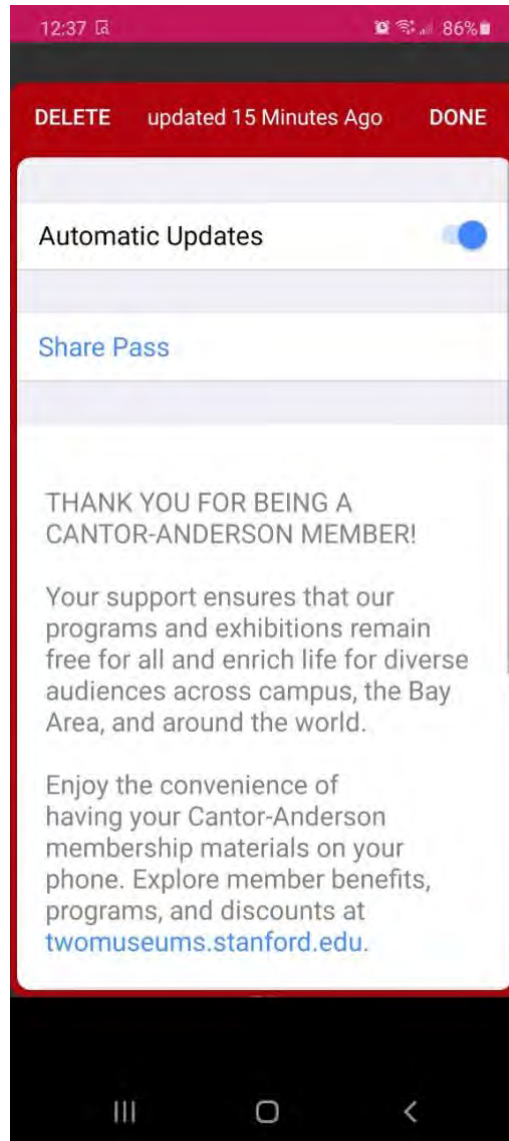 12:37 86%
DELETE updated 15 Minutes Ago DONE
Automatic Updates
Share Pass
THANK YOU FOR BEING A
CANTOR-ANDERSON MEMBER!
Your support ensures that our
programs and exhibitions remain
free for all and enrich life for diverse
audiences across campus, the Bay
Area, and around the world.
Enjoy the convenience of
having your Cantor-Anderson
membership materials on your
phone. Explore member benefits,
programs, and discounts at
twomuseums.stanford.edu.